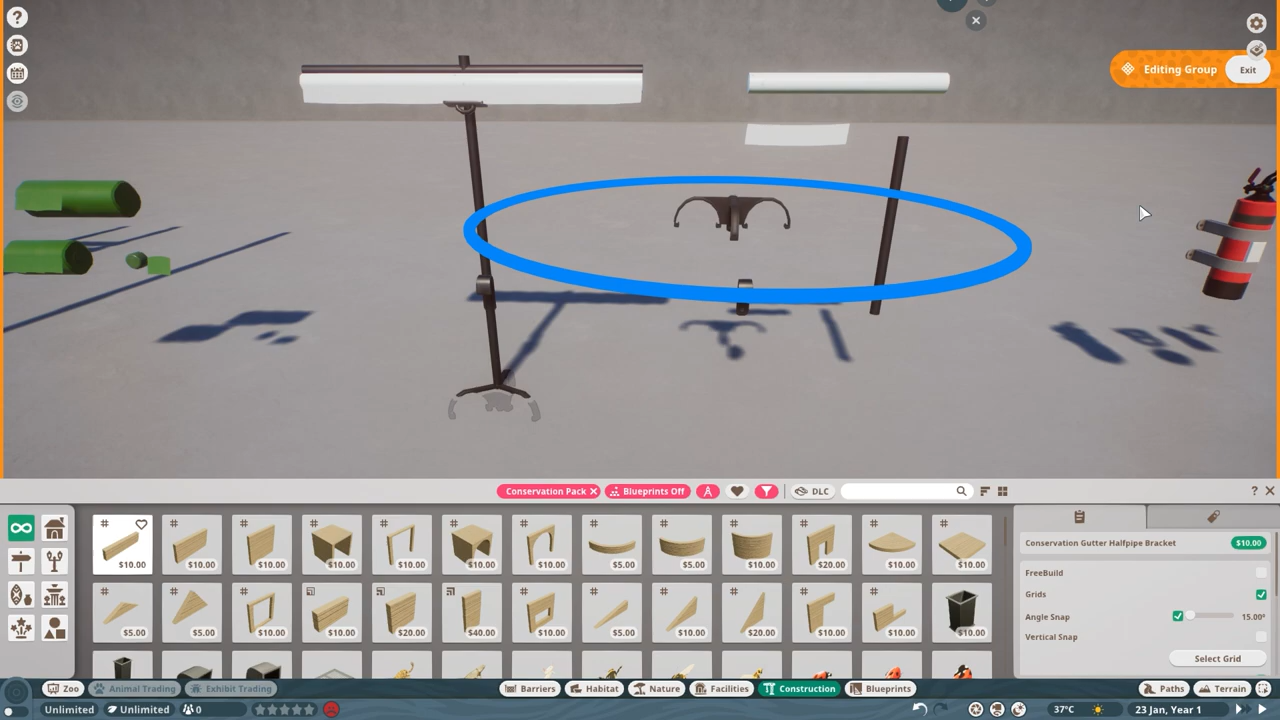 Editing Group Exit
Conservation Pack Blueprints Off DLC ?
$10.00 $10.00 $10.00 $10.00 $10.00 $10.00 $10.00 $5.00 $5.00 $10.00 $20.00 $10.00 $10.00
$5.00 $5.00 $10.00 $10.00 $20.00 $40.00 $10.00 $5.00 $10.00 $20.00 $10.00 $10.00 $10.00
Conservation Gutter Halfpipe Bracket $10.00
FreeBuild
Grids
Angle Snap 15.00°
Vertical Snap
Select Grid
Zoo Animal Trading Exhibit Trading Barriers Habitat Nature Facilities Construction Blueprints Paths Terrain
Unlimited Unlimited 0 37°C 23 Jan, Year 1